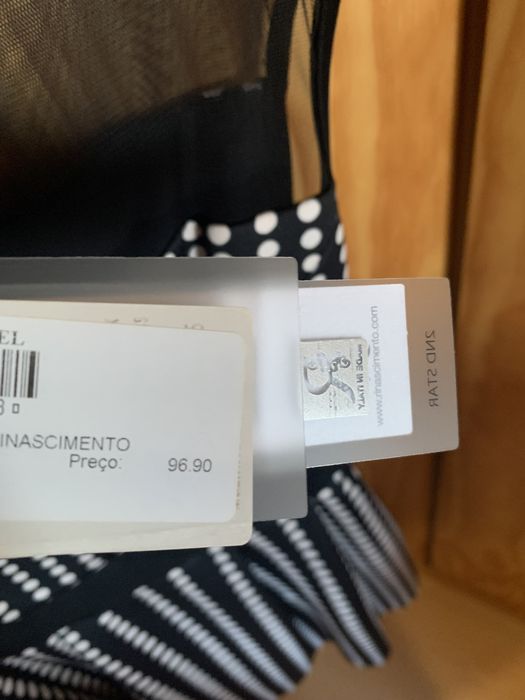 EL
INASCIMENTO
Preço: 96.90
MADE IN ITALY
www.rinascimento.com
2ND STAR